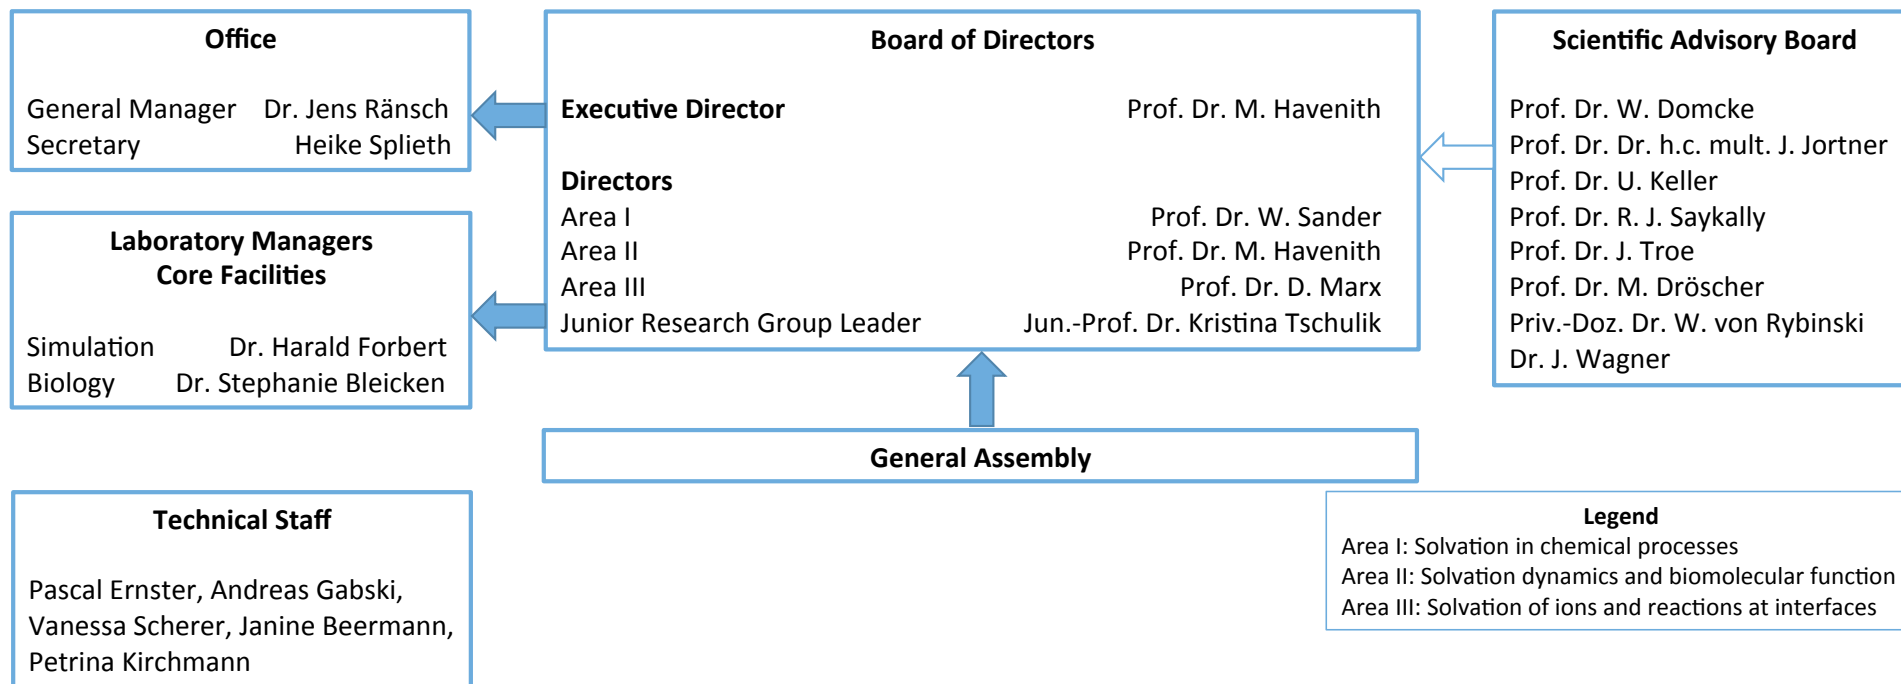 Office
General Manager Dr. Jens Ränsch
Secretary Heike Splieth
Laboratory Managers
Core Facilities
Simulation Dr. Harald Forbert
Biology Dr. Stephanie Bleicken
Technical Staff
Pascal Ernster, Andreas Gabski,
Vanessa Scherer, Janine Beermann,
Petrina Kirchmann
Board of Directors
Executive Director Prof. Dr. M. Havenith
Directors
Area I Prof. Dr. W. Sander
Area II Prof. Dr. M. Havenith
Area III Prof. Dr. D. Marx
Junior Research Group Leader Jun.-Prof. Dr. Kristina Tschulik
General Assembly
Scientific Advisory Board
Prof. Dr. W. Domcke
Prof. Dr. Dr. h.c. mult. J. Jortner
Prof. Dr. U. Keller
Prof. Dr. R. J. Saykally
Prof. Dr. J. Troe
Prof. Dr. M. Dröscher
Priv.-Doz. Dr. W. von Rybinski
Dr. J. Wagner
Legend
Area I: Solvation in chemical processes
Area II: Solvation dynamics and biomolecular function
Area III: Solvation of ions and reactions at interfaces